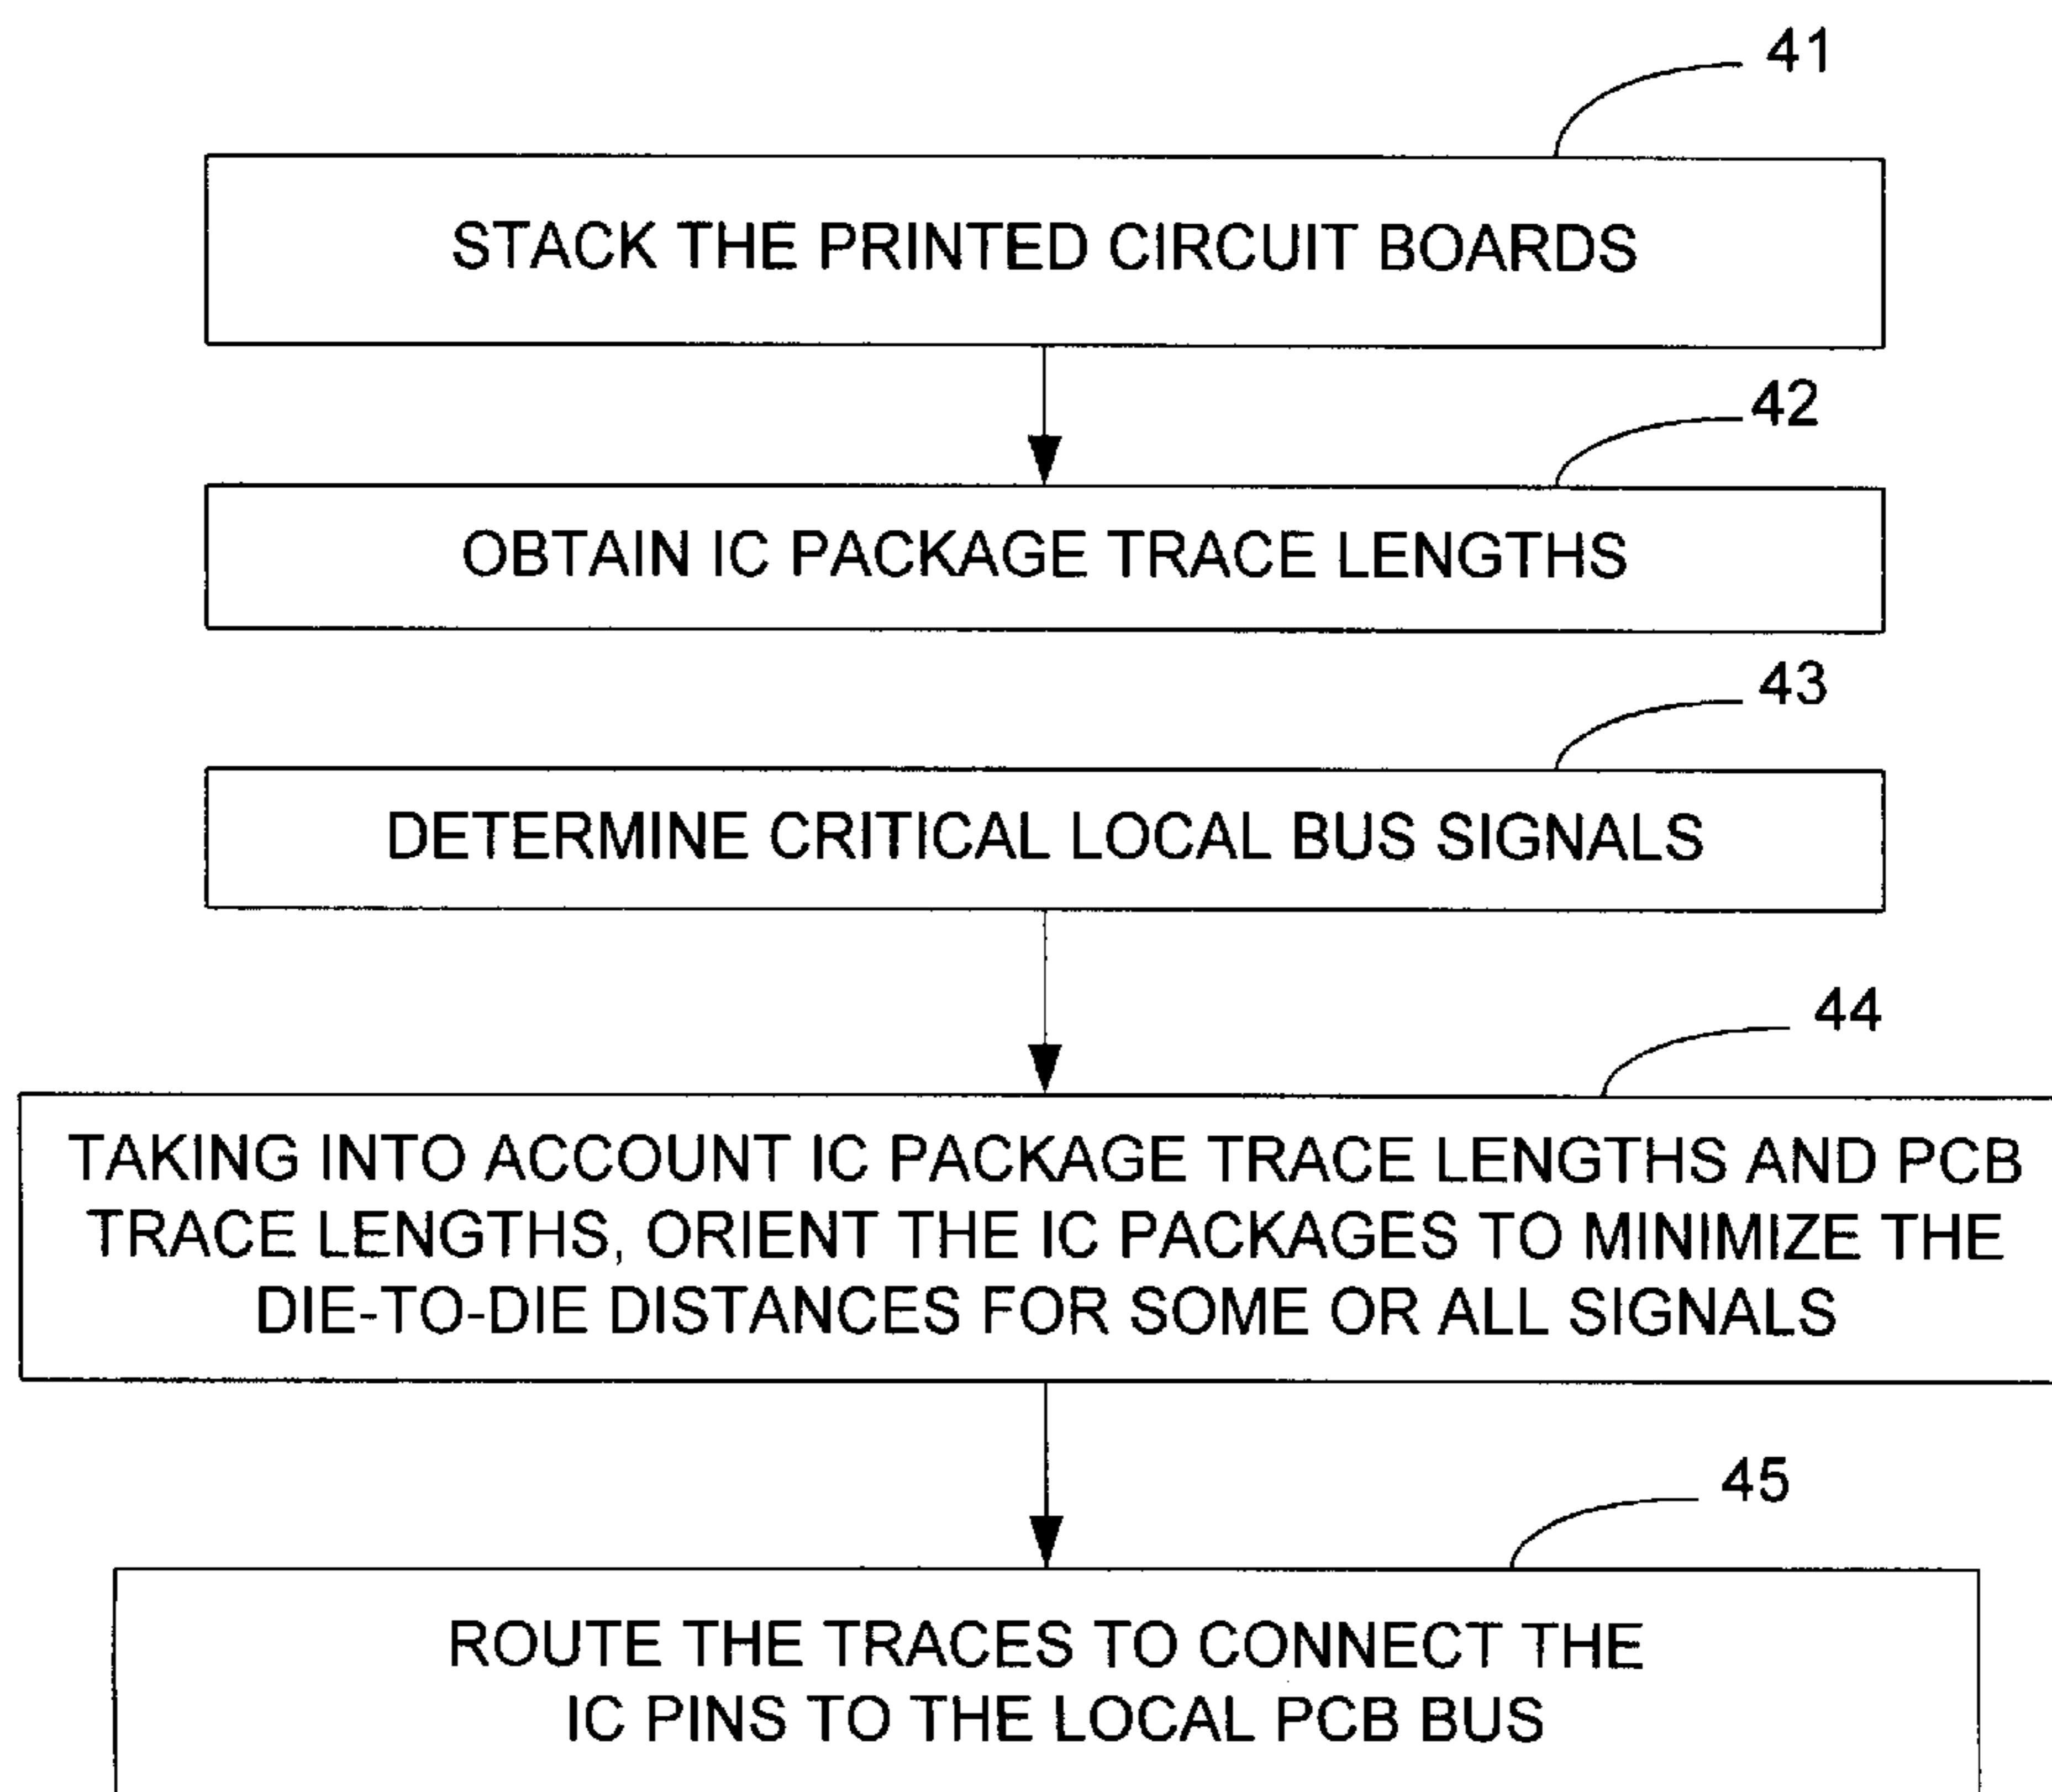 41
STACK THE PRINTED CIRCUIT BOARDS
42
OBTAIN IC PACKAGE TRACE LENGTHS
43
DETERMINE CRITICAL LOCAL BUS SIGNALS
44
TAKING INTO ACCOUNT IC PACKAGE TRACE LENGTHS AND PCB
TRACE LENGTHS, ORIENT THE IC PACKAGES TO MINIMIZE THE
DIE-TO-DIE DISTANCES FOR SOME OR ALL SIGNALS
45
ROUTE THE TRACES TO CONNECT THE
IC PINS TO THE LOCAL PCB BUS